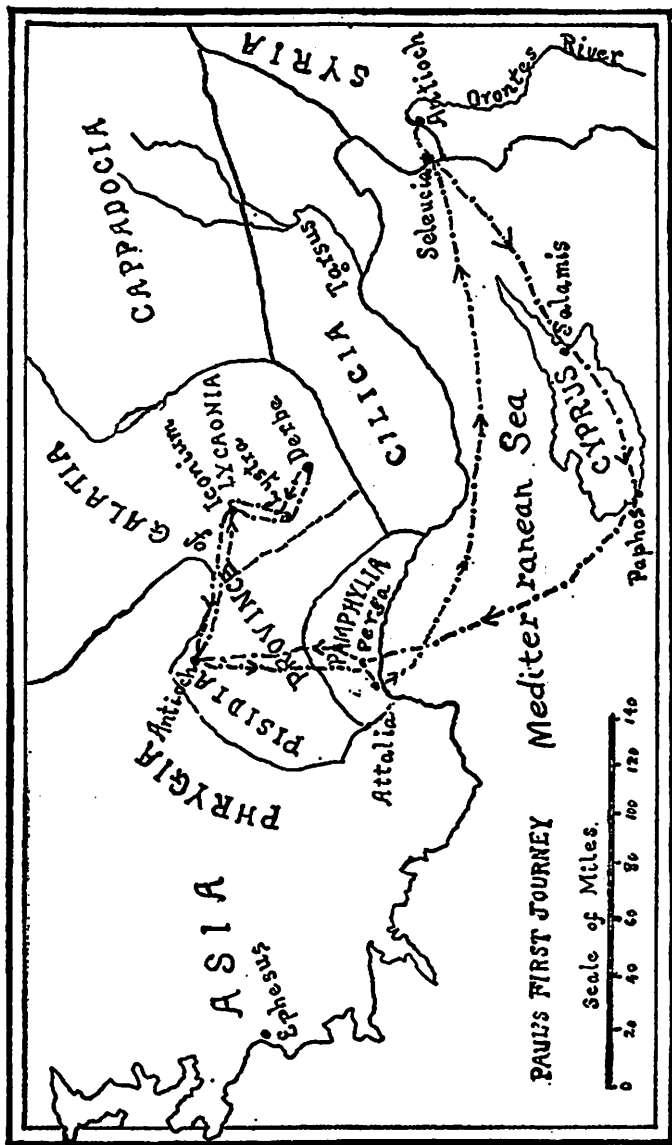 SYRIA
Antioch
Orontes
River
Seleucia
CAPPADOCIA
Tarsus
CILICIA
GALATIA
LYCAONIA
Iconium
Lystra
Derbe
PROVINCE of
PAMPHYLIA
Perga
Antioch
PISIDIA
PHRYGIA
Attalia
ASIA
Ephesus
CYPRUS
Salamis
Paphos
Mediterranean Sea
PAUL'S FIRST JOURNEY
Scale of Miles.
0 20 40 60 80 100 120 140